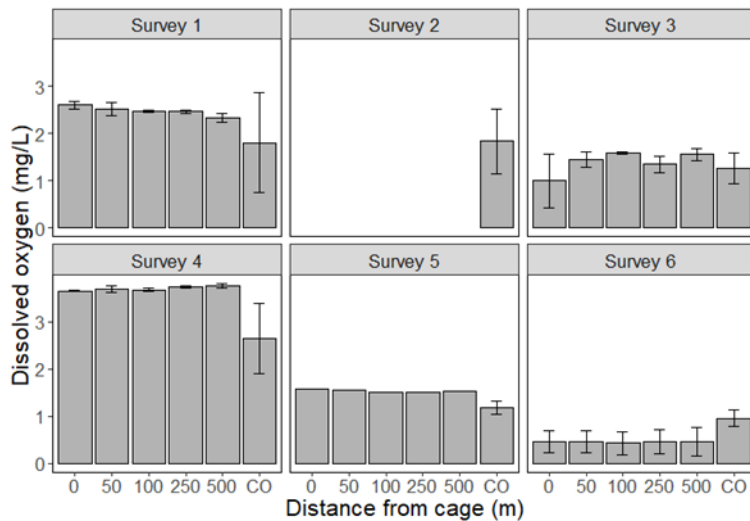 Survey 1
Survey 2
Survey 3
3
2
1
0
Survey 4
Survey 5
Survey 6
3
2
1
0
0 50 100 250 500 CO
0 50 100 250 500 CO
0 50 100 250 500 CO
Dissolved oxygen (mg/L)
Distance from cage (m)